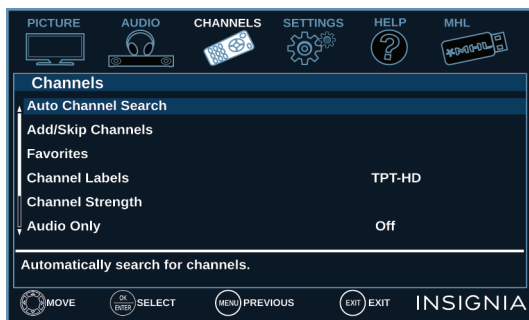 PICTURE AUDIO CHANNELS SETTINGS HELP MHL
MHL
Channels
Auto Channel Search
Add/Skip Channels
Favorites
Channel Labels TPT-HD
Channel Strength
Audio Only Off
Automatically search for channels.
MOVE OK ENTER SELECT MENU PREVIOUS EXIT EXIT INSIGNIA